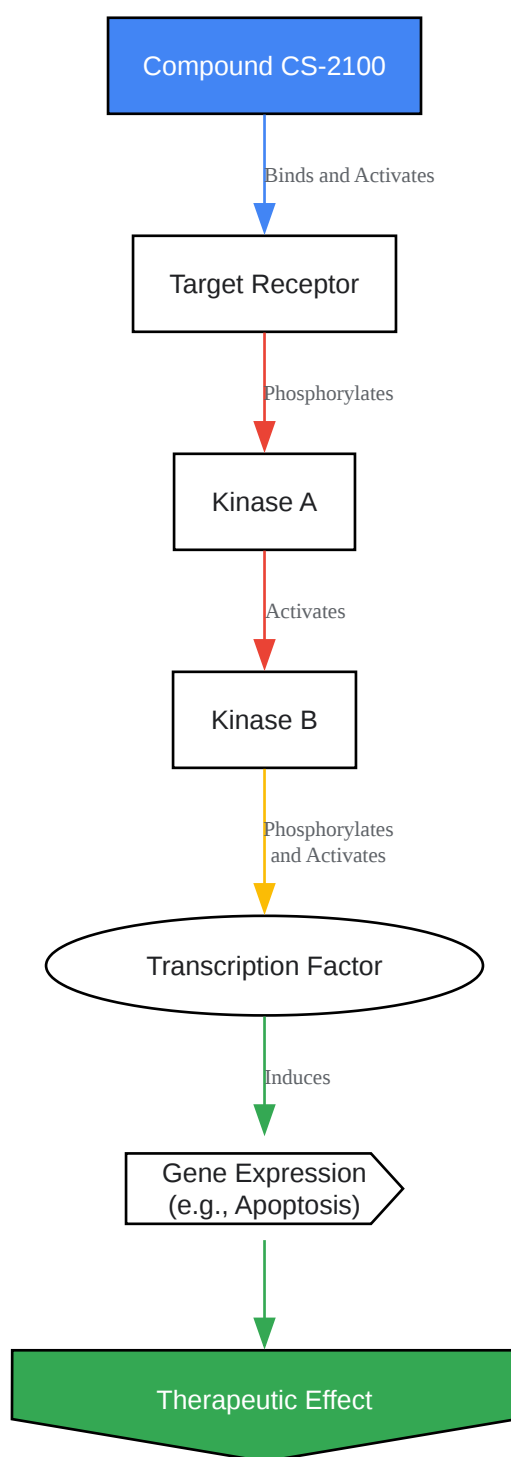 Compound CS-2100
Binds and Activates
Target Receptor
Phosphorylates
Kinase A
Activates
Kinase B
Phosphorylates
and Activates
Transcription Factor
Induces
Gene Expression
(e.g., Apoptosis)
Therapeutic Effect